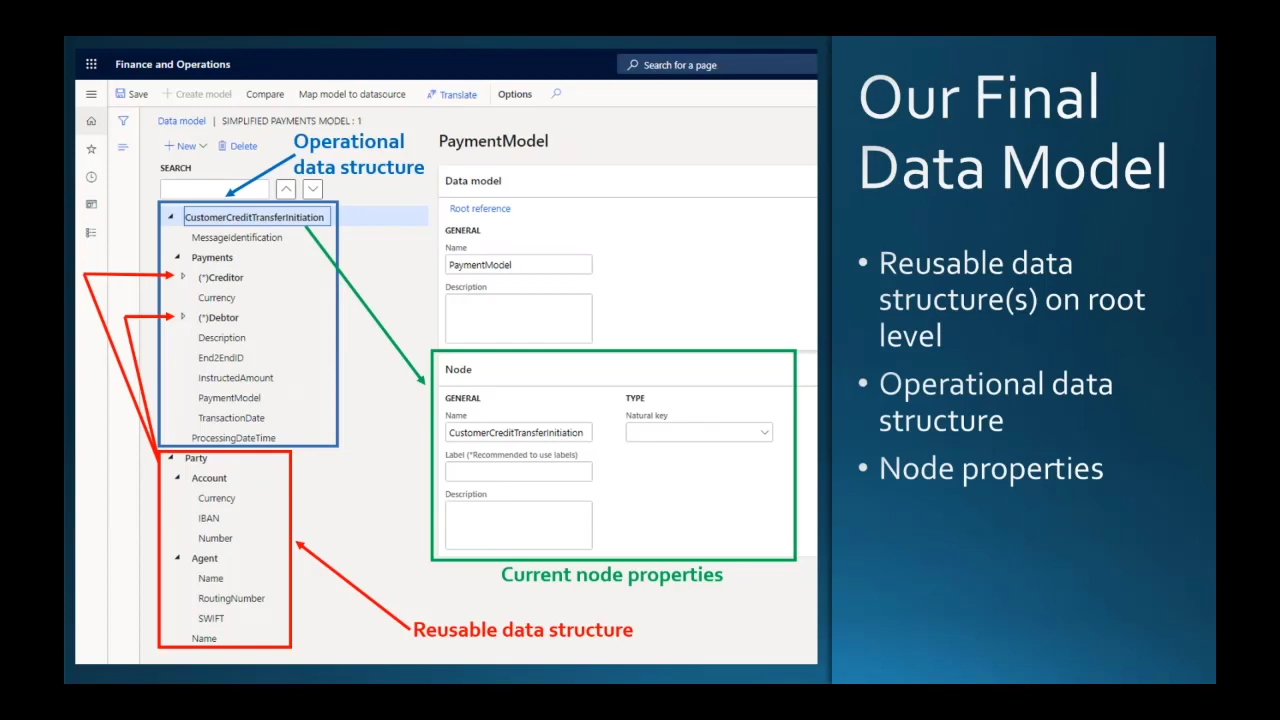 Finance and Operations
Search for a page
Save
Create model
Compare
Map model to datasource
Translate
Options
Data model | SIMPLIFIED PAYMENTS MODEL : 1
New
Delete
SEARCH
Operational
data structure
CustomerCreditTransferInitiation
MessageIdentification
Payments
(*)Creditor
Currency
(*)Debtor
Description
End2EndID
InstructedAmount
PaymentModel
TransactionDate
ProcessingDateTime
Party
Account
Currency
IBAN
Number
Agent
Name
RoutingNumber
SWIFT
Name
PaymentModel
Data model
Root reference
GENERAL
Name
PaymentModel
Description
Node
GENERAL
Name
CustomerCreditTransferInitiation
Label (*Recommended to use labels)
Description
TYPE
Natural key
Current node properties
Reusable data structure
Our Final
Data Model
• Reusable data
structure(s) on root
level
• Operational data
structure
• Node properties